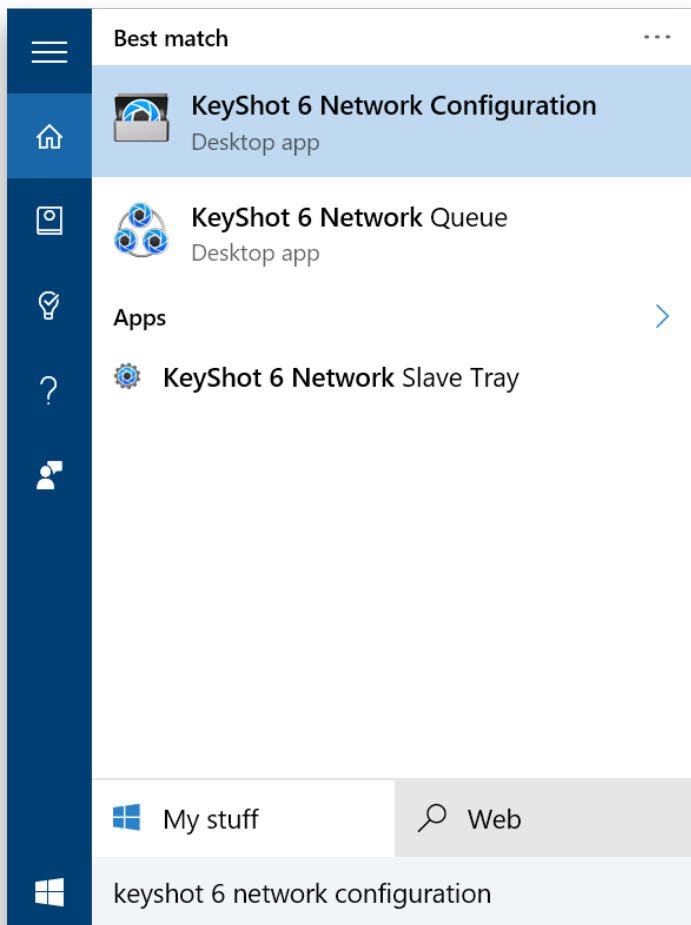 Best match
KeyShot 6 Network Configuration
Desktop app
KeyShot 6 Network Queue
Desktop app
Apps
KeyShot 6 Network Slave Tray
My stuff
Web
keyshot 6 network configuration